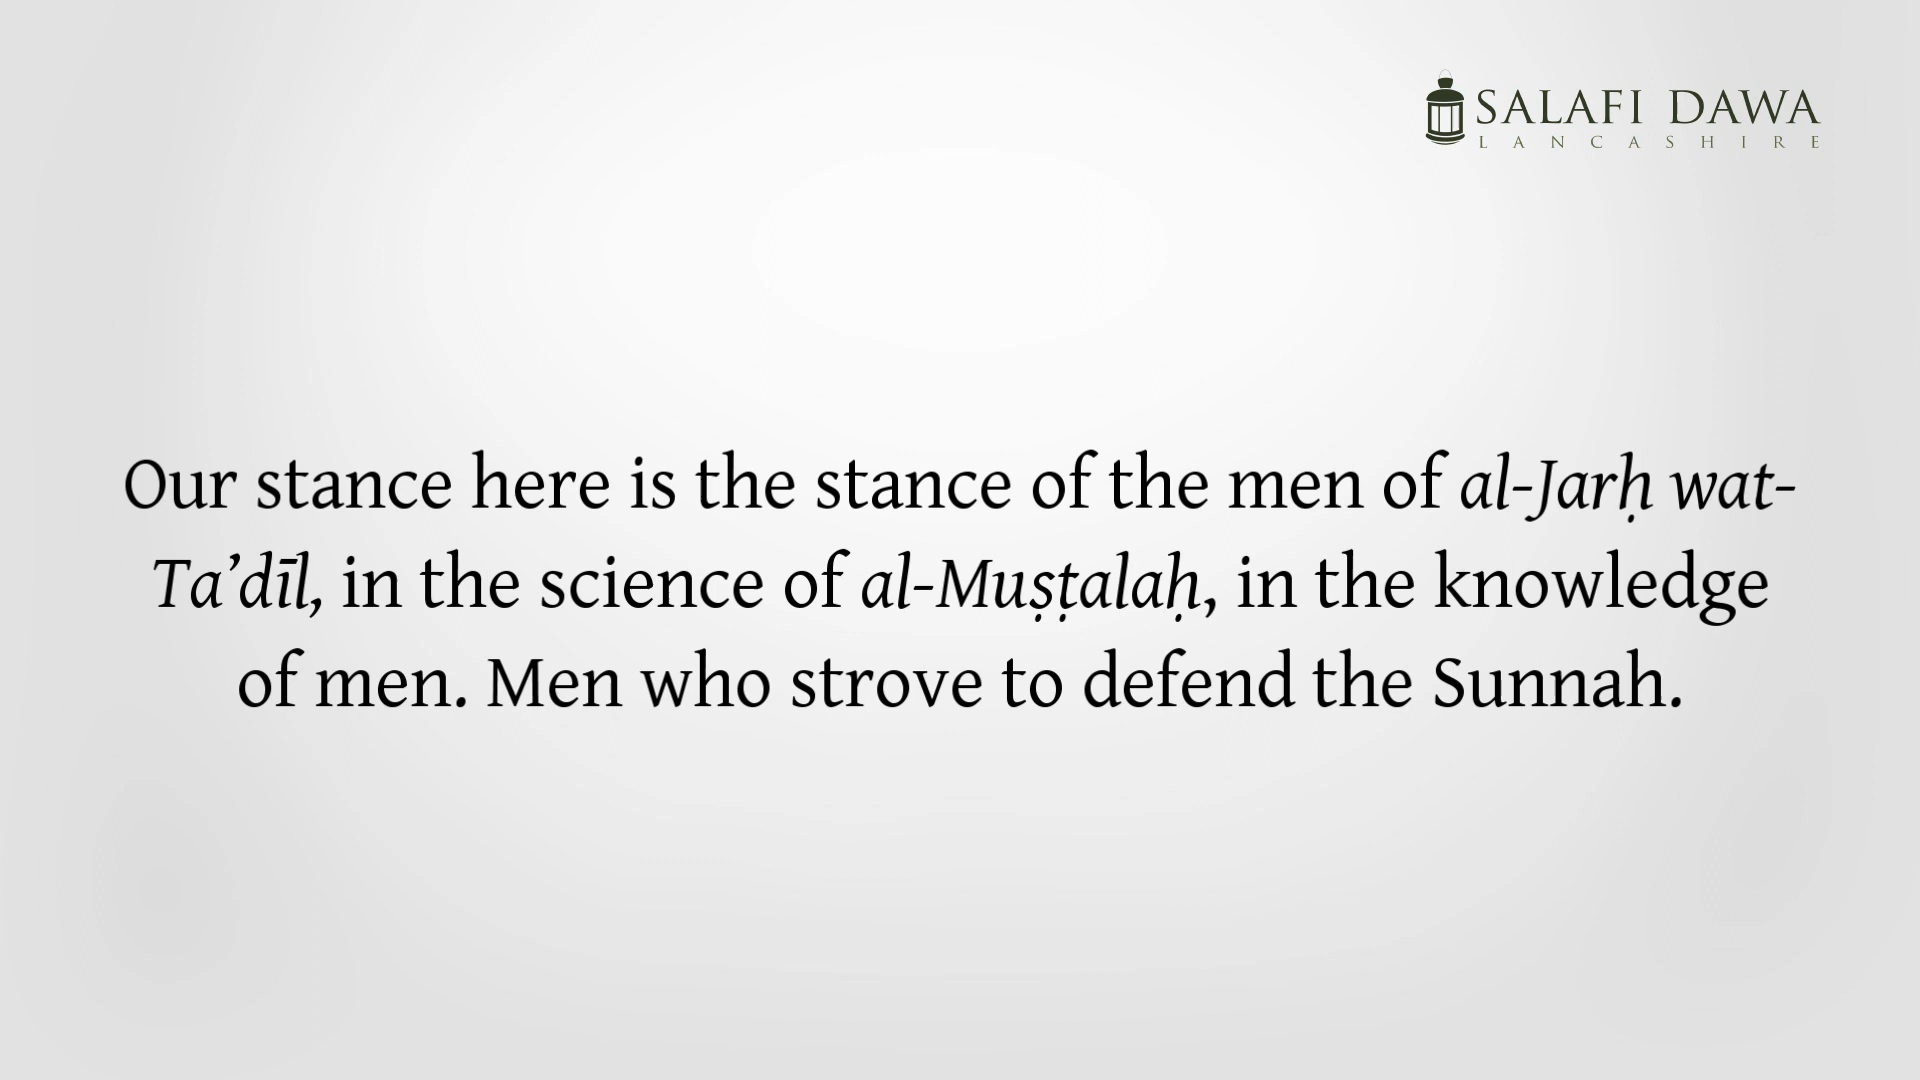 SALAFI DAWA
LANCASHIRE
Our stance here is the stance of the men of al-Jarḥ wat-
Ta’dīl, in the science of al-Muṣṭalaḥ, in the knowledge
of men. Men who strove to defend the Sunnah.